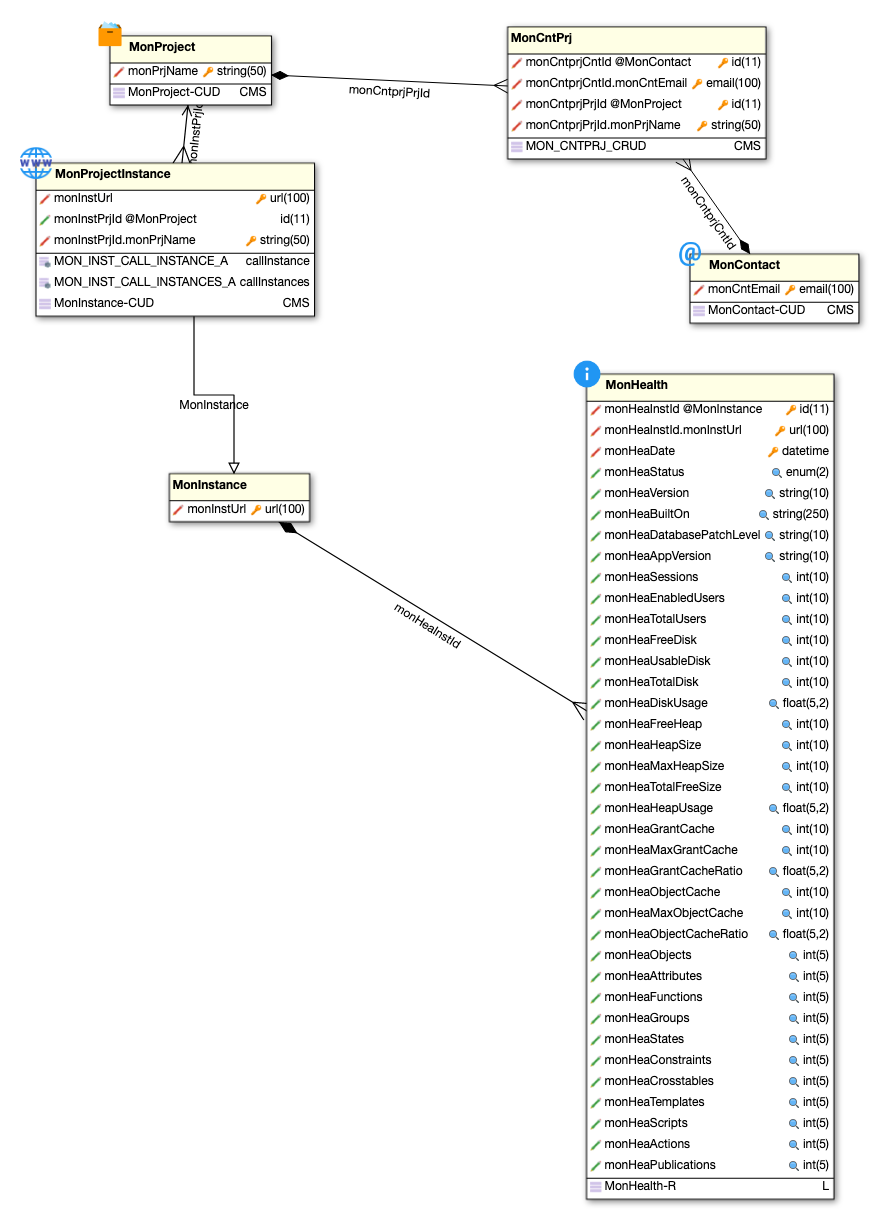 MonProject
monPrjName string(50)
MonProject-CUD CMS
monCntprjPrjId
MonCntPrj
monCntprjCntId @MonContact id(11)
monCntprjCntId.monCntEmail email(100)
monCntprjPrjId @MonProject id(11)
monCntprjPrjId.monPrjName string(50)
MON_CNTPRJ_CRUD CMS
monInstPrjId
www
MonProjectInstance
monInstUrl url(100)
monInstPrjId @MonProject id(11)
monInstPrjId.monPrjName string(50)
MON_INST_CALL_INSTANCE_A callInstance
MON_INST_CALL_INSTANCES_A callInstances
MonInstance-CUD CMS
monCntprjCntId
@
MonContact
monCntEmail email(100)
MonContact-CUD CMS
MonInstance
MonInstance
monInstUrl url(100)
monHeaInstId
i
MonHealth
monHeaInstId @MonInstance id(11)
monHeaInstId.monInstUrl url(100)
monHeaDate datetime
monHeaStatus enum(2)
monHeaVersion string(10)
monHeaBuiltOn string(250)
monHeaDatabasePatchLevel string(10)
monHeaAppVersion string(10)
monHeaSessions int(10)
monHeaEnabledUsers int(10)
monHeaTotalUsers int(10)
monHeaFreeDisk int(10)
monHeaUsableDisk int(10)
monHeaTotalDisk int(10)
monHeaDiskUsage float(5,2)
monHeaFreeHeap int(10)
monHeaHeapSize int(10)
monHeaMaxHeapSize int(10)
monHeaTotalFreeSize int(10)
monHeaHeapUsage float(5,2)
monHeaGrantCache int(10)
monHeaMaxGrantCache int(10)
monHeaGrantCacheRatio float(5,2)
monHeaObjectCache int(10)
monHeaMaxObjectCache int(10)
monHeaObjectCacheRatio float(5,2)
monHeaObjects int(5)
monHeaAttributes int(5)
monHeaFunctions int(5)
monHeaGroups int(5)
monHeaStates int(5)
monHeaConstraints int(5)
monHeaCrosstables int(5)
monHeaTemplates int(5)
monHeaScripts int(5)
monHeaActions int(5)
monHeaPublications int(5)
MonHealth-R L